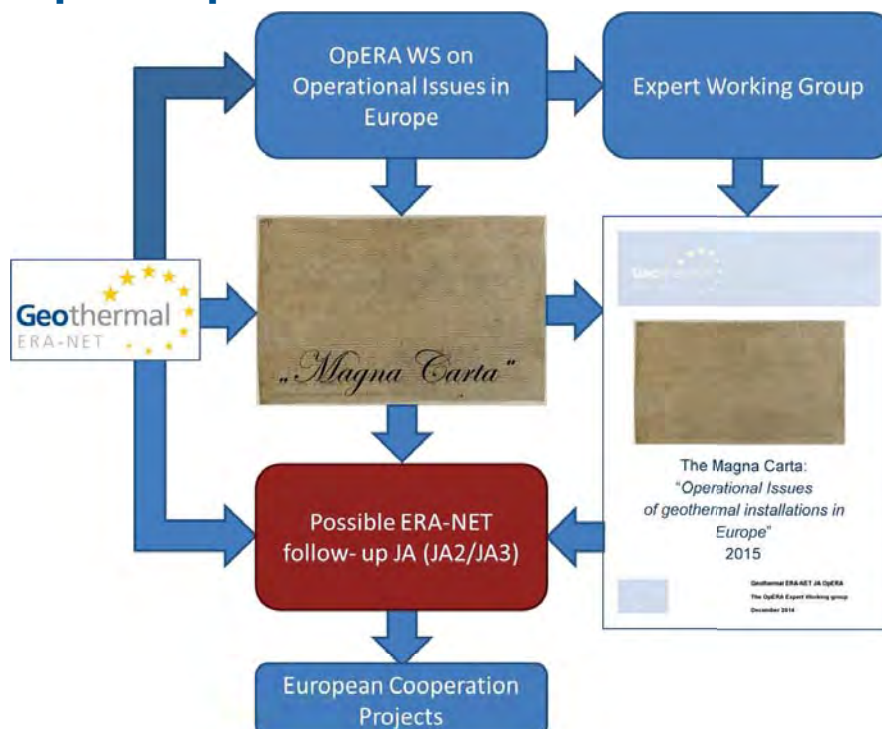 OpERA WS on
Operational Issues in
Europe
Expert Working Group
Geothermal
ERA-NET
„Magna Carta“
Geothermal
The Magna Carta:
“Operational Issues
of geothermal installations in
Europe”
2015
Geothermal ERA-NET JA OpERA
The OpERA Expert Working group
December 2014
Possible ERA-NET
follow- up JA (JA2/JA3)
European Cooperation
Projects